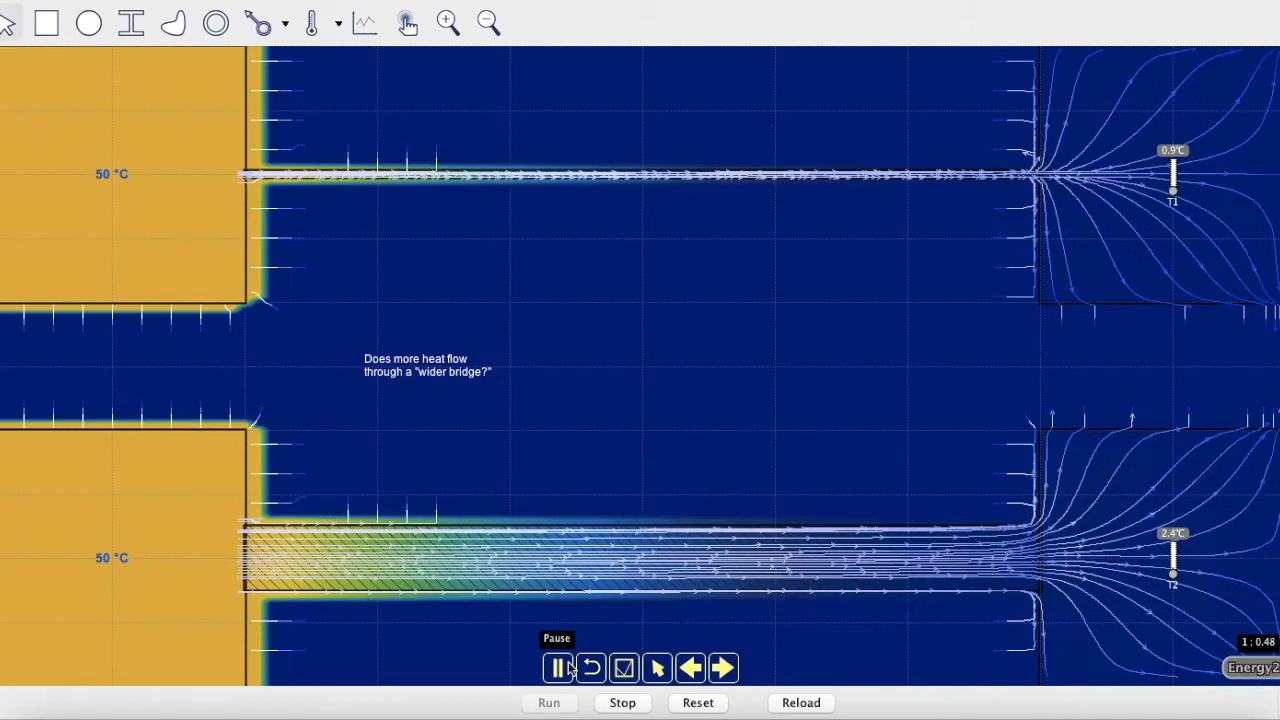 50 °C
0.9°C
T1
Does more heat flow
through a "wider bridge?"
50 °C
2.4°C
T2
Pause
1 : 0.48
Energy2
Run
Stop
Reset
Reload